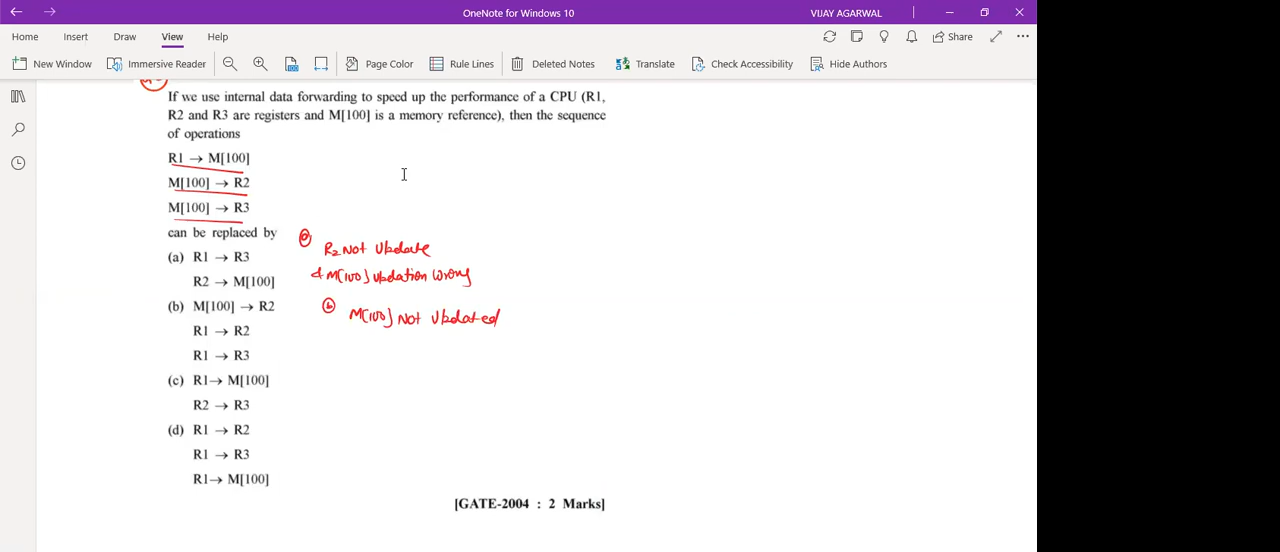 OneNote for Windows 10
VIJAY AGARWAL
Home Insert Draw View Help
Share
New Window Immersive Reader Page Color Rule Lines Deleted Notes Translate Check Accessibility Hide Authors
If we use internal data forwarding to speed up the performance of a CPU (R1,
R2 and R3 are registers and M[100] is a memory reference), then the sequence
of operations
R1 → M[100]
M[100] → R2
M[100] → R3
can be replaced by
(a) R1 → R3
R2 → M[100]
(b) M[100] → R2
R1 → R2
R1 → R3
(c) R1→ M[100]
R2 → R3
(d) R1 → R2
R1 → R3
R1→ M[100]
[GATE-2004 : 2 Marks]
ⓐ
R2 Not Update
& M[100] Updation Wrong
ⓑ
M[100] Not Updated